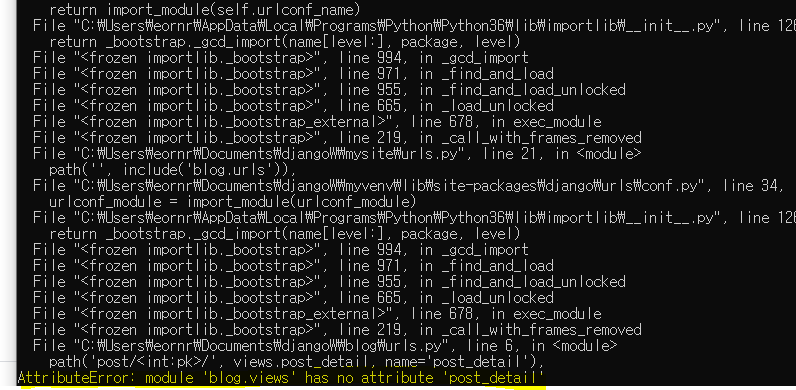 return import_module(self.urlconf_name)
File "C:₩Users₩eornr₩AppData₩Local₩Programs₩Python₩Python36₩lib₩importlib₩__init__.py", line 126
return _bootstrap._gcd_import(name[level:], package, level)
File "<frozen importlib._bootstrap>", line 994, in _gcd_import
File "<frozen importlib._bootstrap>", line 971, in _find_and_load
File "<frozen importlib._bootstrap>", line 955, in _find_and_load_unlocked
File "<frozen importlib._bootstrap>", line 665, in _load_unlocked
File "<frozen importlib._bootstrap_external>", line 678, in exec_module
File "<frozen importlib._bootstrap>", line 219, in _call_with_frames_removed
File "C:₩Users₩eornr₩Documents₩django₩₩mysite₩urls.py", line 21, in <module>
path('', include('blog.urls')),
File "C:₩Users₩eornr₩Documents₩django₩₩myvenv₩lib₩site-packages₩django₩urls₩conf.py", line 34,
urlconf_module = import_module(urlconf_module)
File "C:₩Users₩eornr₩AppData₩Local₩Programs₩Python₩Python36₩lib₩importlib₩__init__.py", line 126
return _bootstrap._gcd_import(name[level:], package, level)
File "<frozen importlib._bootstrap>", line 994, in _gcd_import
File "<frozen importlib._bootstrap>", line 971, in _find_and_load
File "<frozen importlib._bootstrap>", line 955, in _find_and_load_unlocked
File "<frozen importlib._bootstrap>", line 665, in _load_unlocked
File "<frozen importlib._bootstrap_external>", line 678, in exec_module
File "<frozen importlib._bootstrap>", line 219, in _call_with_frames_removed
File "C:₩Users₩eornr₩Documents₩django₩₩blog₩urls.py", line 6, in <module>
path('post/<int:pk>/', views.post_detail, name='post_detail'),
AttributeError: module 'blog.views' has no attribute 'post_detail'